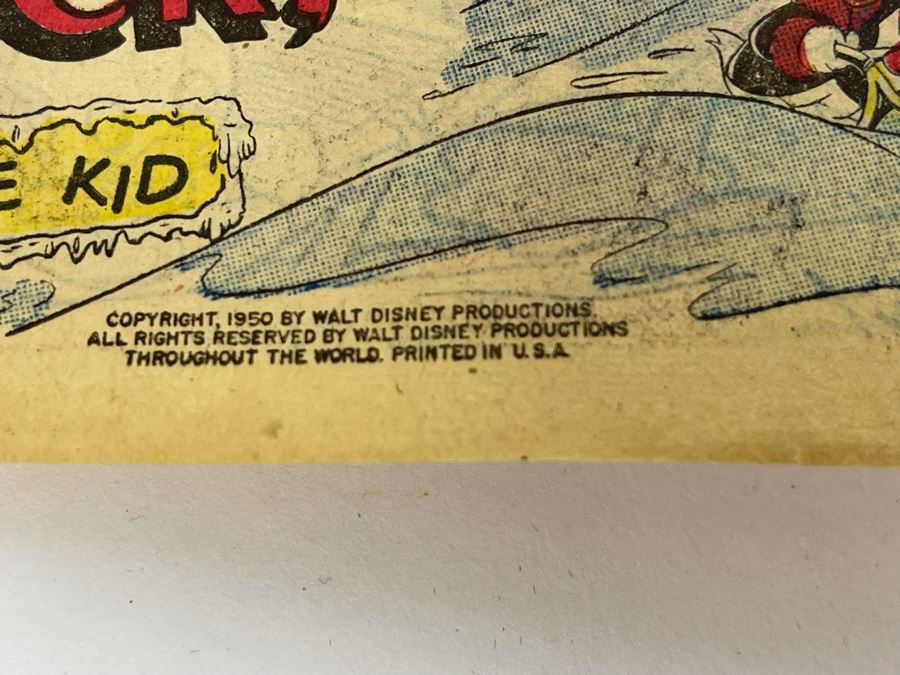 CK,
E KID
COPYRIGHT, 1950 BY WALT DISNEY PRODUCTIONS.
ALL RIGHTS RESERVED BY WALT DISNEY PRODUCTIONS
THROUGHOUT THE WORLD. PRINTED IN U.S.A.